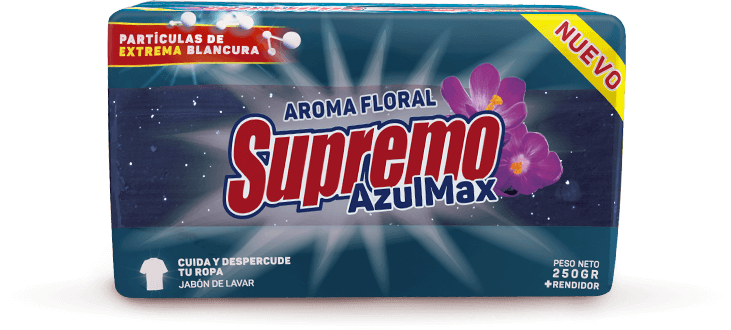 PARTÍCULAS DE
EXTREMA BLANCURA
NUEVO
AROMA FLORAL
Supremo
AzulMax
CUIDA Y DESPERCUDE
TU ROPA
JABÓN DE LAVAR
PESO NETO
250GR
+RENDIDOR